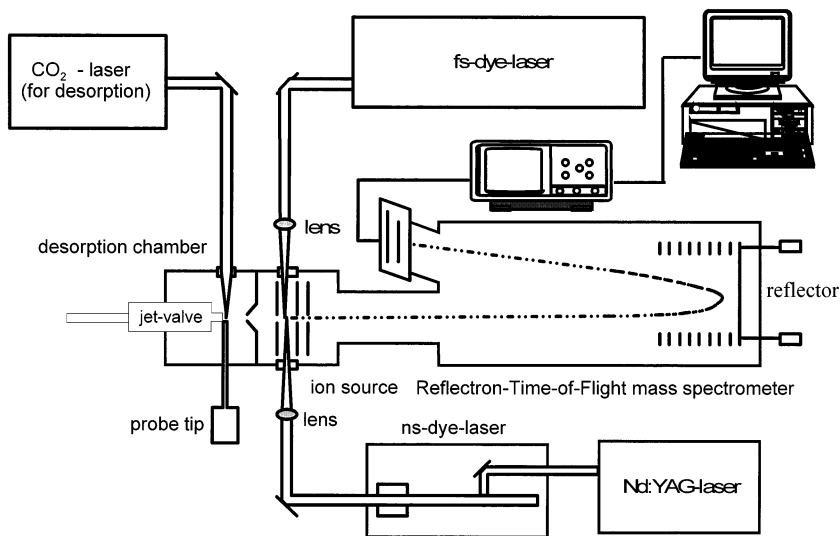 CO2 - laser
(for desorption)
fs-dye-laser
lens
desorption chamber
jet-valve
reflector
ion source
Reflectron-Time-of-Flight mass spectrometer
probe tip
lens
ns-dye-laser
Nd:YAG-laser